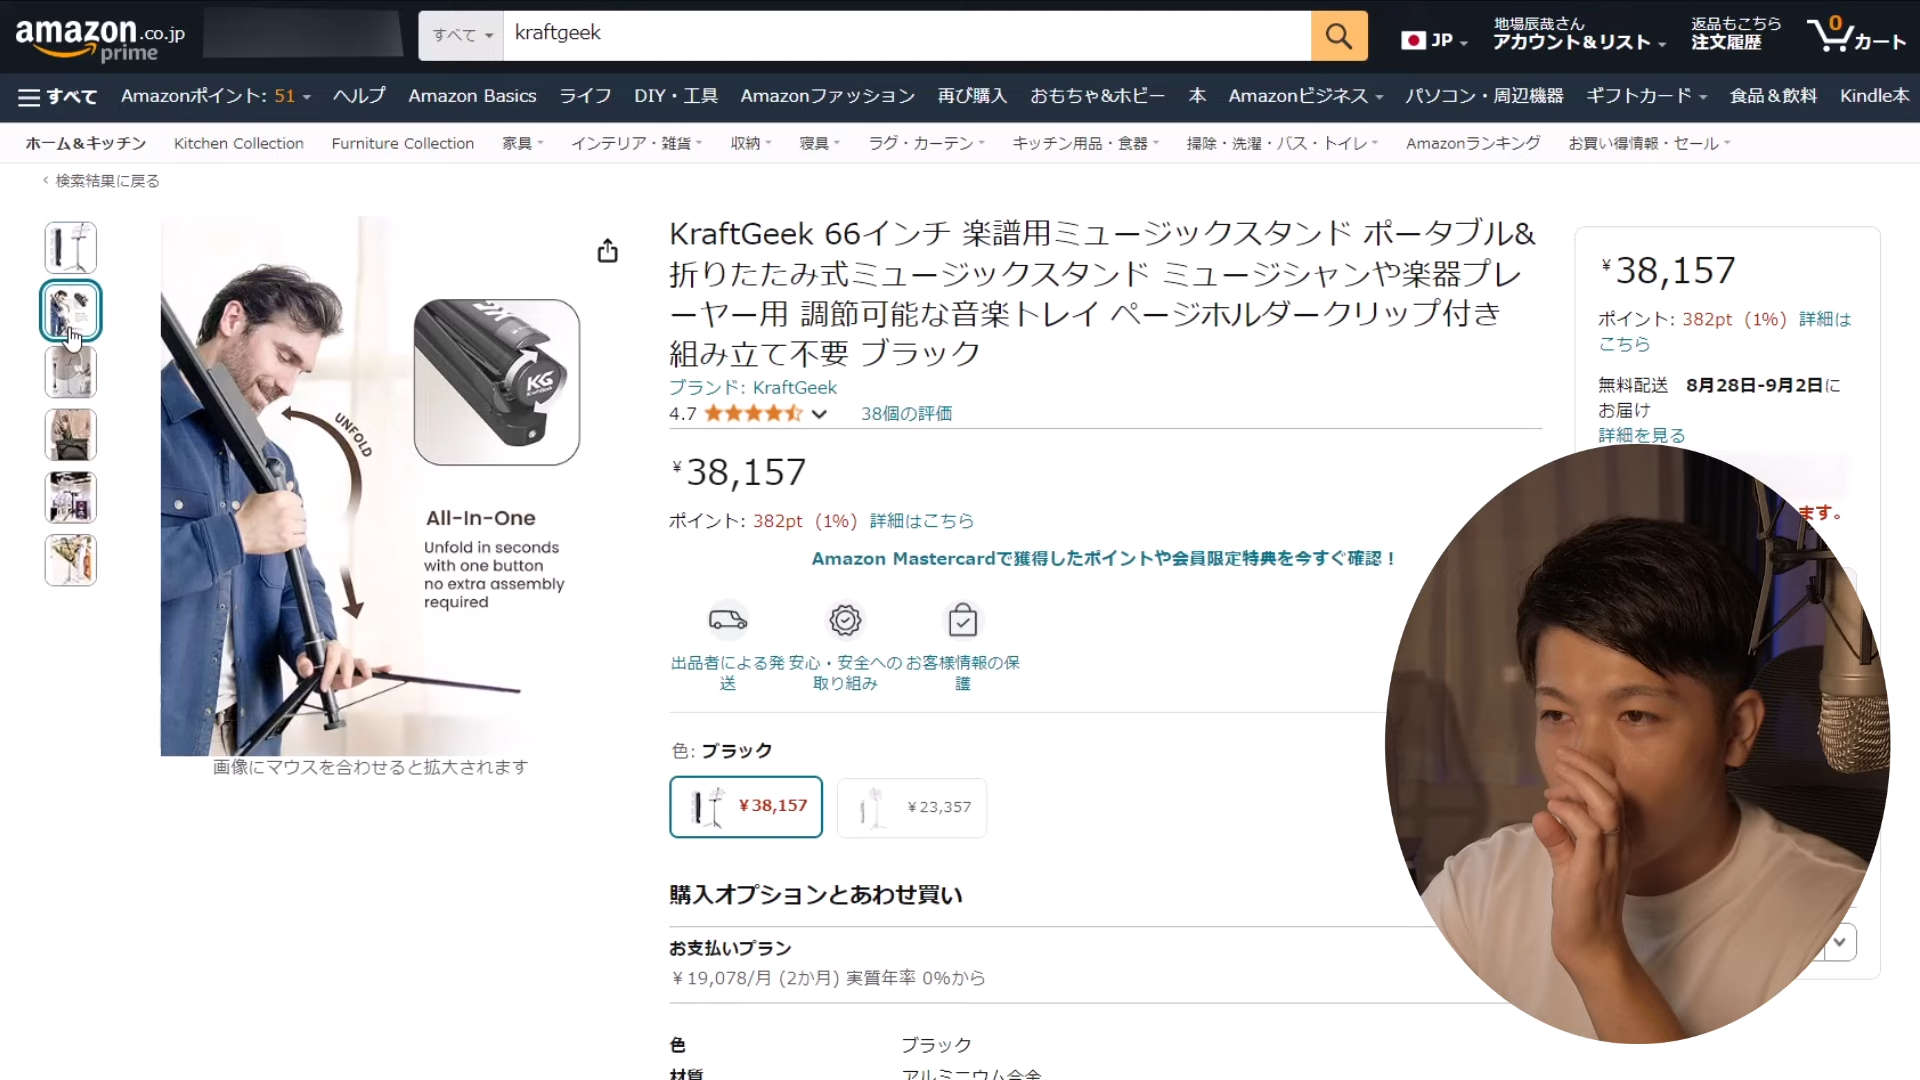 amazon.co.jp
prime
すべて
kraftgeek
JP
地場辰哉さん
アカウント＆リスト
返品もこちら
注文履歴
0
カート
すべて
Amazonポイント: 51
ヘルプ
Amazon Basics
ライフ
DIY・工具
Amazonファッション
再び購入
おもちゃ&ホビー
本
Amazonビジネス
パソコン・周辺機器
ギフトカード
食品＆飲料
Kindle本
ホーム＆キッチン
Kitchen Collection
Furniture Collection
家具
インテリア・雑貨
収納
寝具
ラグ・カーテン
キッチン用品・食器
掃除・洗濯・バス・トイレ
Amazonランキング
お買い得情報・セール
‹ 検索結果に戻る
UNFOLD
KG
KraftGeek
All-In-One
Unfold in seconds
with one button
no extra assembly
required
画像にマウスを合わせると拡大されます
KraftGeek 66インチ 楽譜用ミュージックスタンド ポータブル&
折りたたみ式ミュージックスタンド ミュージシャンや楽器プレ
ーヤー用 調節可能な音楽トレイ ページホルダークリップ付き
組み立て不要 ブラック
ブランド: KraftGeek
4.7
38個の評価
￥38,157
ポイント: 382pt (1%) 詳細はこちら
Amazon Mastercardで獲得したポイントや会員限定特典を今すぐ確認！
出品者による発
送
安心・安全への
取り組み
お客様情報の保
護
色: ブラック
￥38,157
￥23,357
購入オプションとあわせ買い
お支払いプラン
￥19,078/月 (2か月) 実質年率 0%から
色
ブラック
材質
アルミニウム合金
￥38,157
ポイント: 382pt (1%) 詳細は
こちら
無料配送 8月28日-9月2日に
お届け
詳細を見る
ます。